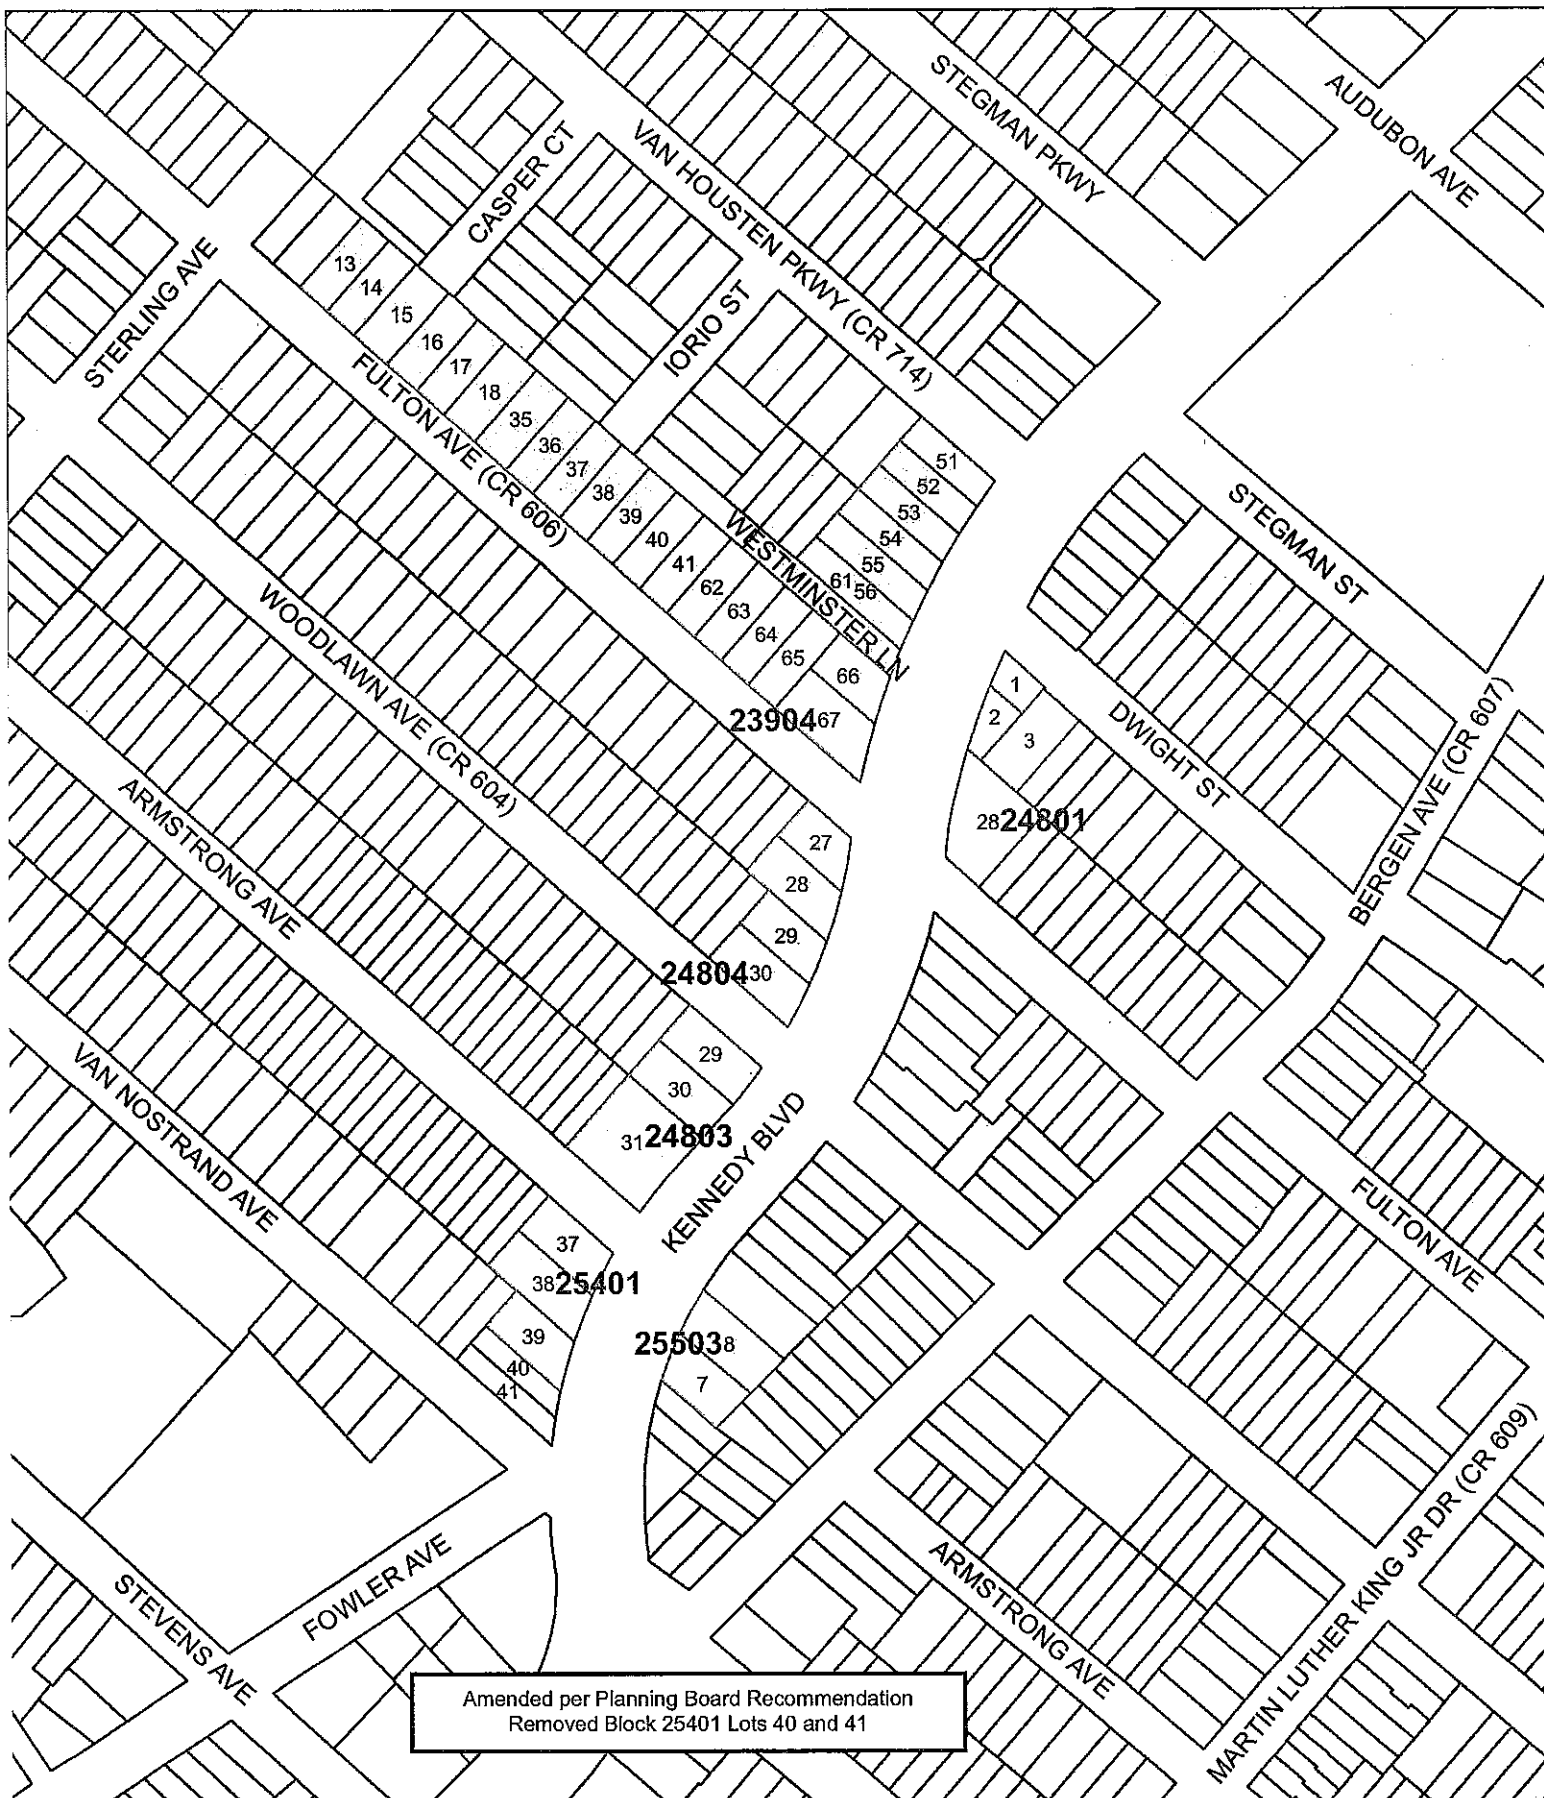 STEGMAN PKWY
AUDUBON AVE
VAN HOUSTEN PKWY (CR 714)
CASPER CT
STERLING AVE
IORIO ST
FULTON AVE (CR 606)
13
14
15
16
17
18
35
36
37
38
39
40
41
62
63
64
65
66
67
23904
WESTMINSTER LN
51
52
53
54
55
56
61
STEGMAN ST
DWIGHT ST
BERGEN AVE (CR 607)
1
2
3
28
24801
WOODLAWN AVE (CR 604)
27
28
29
30
24804
ARMSTRONG AVE
29
30
31
24803
KENNEDY BLVD
VAN NOSTRAND AVE
37
38
25401
39
40
41
25503
8
7
FULTON AVE
MARTIN LUTHER KING JR DR (CR 609)
ARMSTRONG AVE
FOWLER AVE
STEVENS AVE
Amended per Planning Board Recommendation
Removed Block 25401 Lots 40 and 41